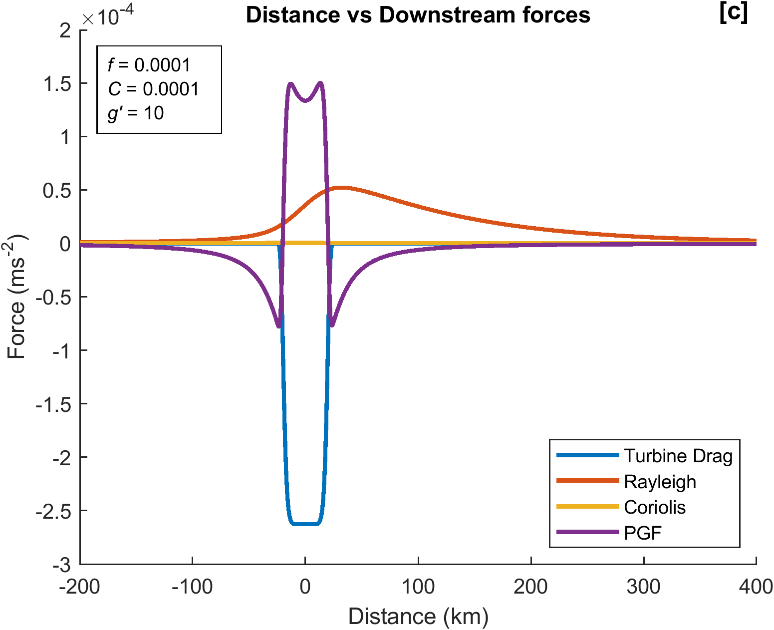 Distance vs Downstream forces
[c]
×10⁻⁴
f = 0.0001
C = 0.0001
g' = 10
2
1.5
1
0.5
0
-0.5
-1
-1.5
-2
-2.5
-3
Force (ms⁻²)
Turbine Drag
Rayleigh
Coriolis
PGF
-200 -100 0 100 200 300 400
Distance (km)